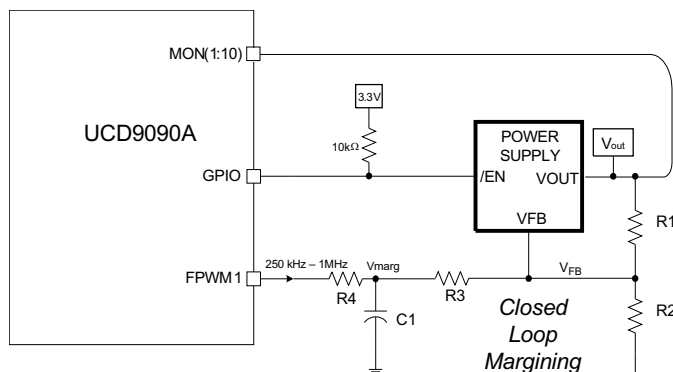 MON(1:10)
3.3V
UCD9090A
10kΩ
POWER
SUPPLY
Vout
GPIO
/EN
VOUT
R1
VFB
250 kHz – 1MHz
Vmarg
VFB
FPWM1
R4
R3
R2
C1
Closed
Loop
Margining